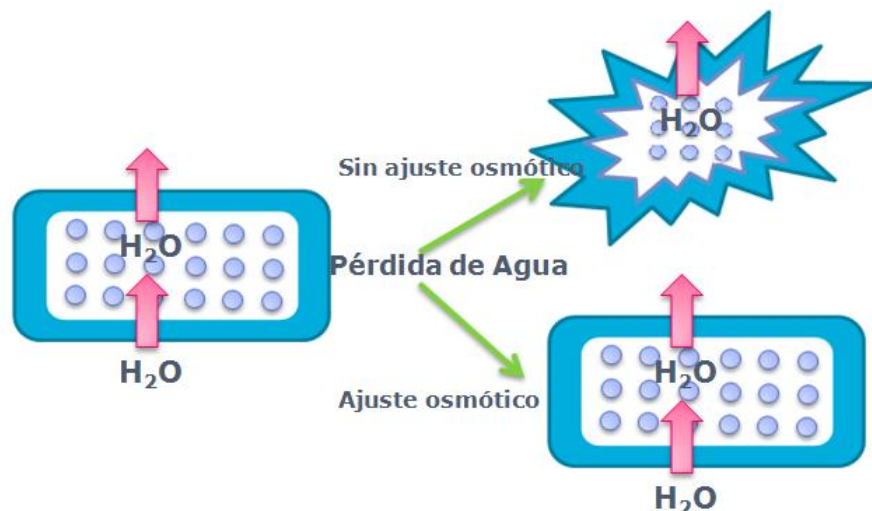 H₂O
H₂O
Sin ajuste osmótico
Pérdida de Agua
Ajuste osmótico
H₂O
H₂O
H₂O